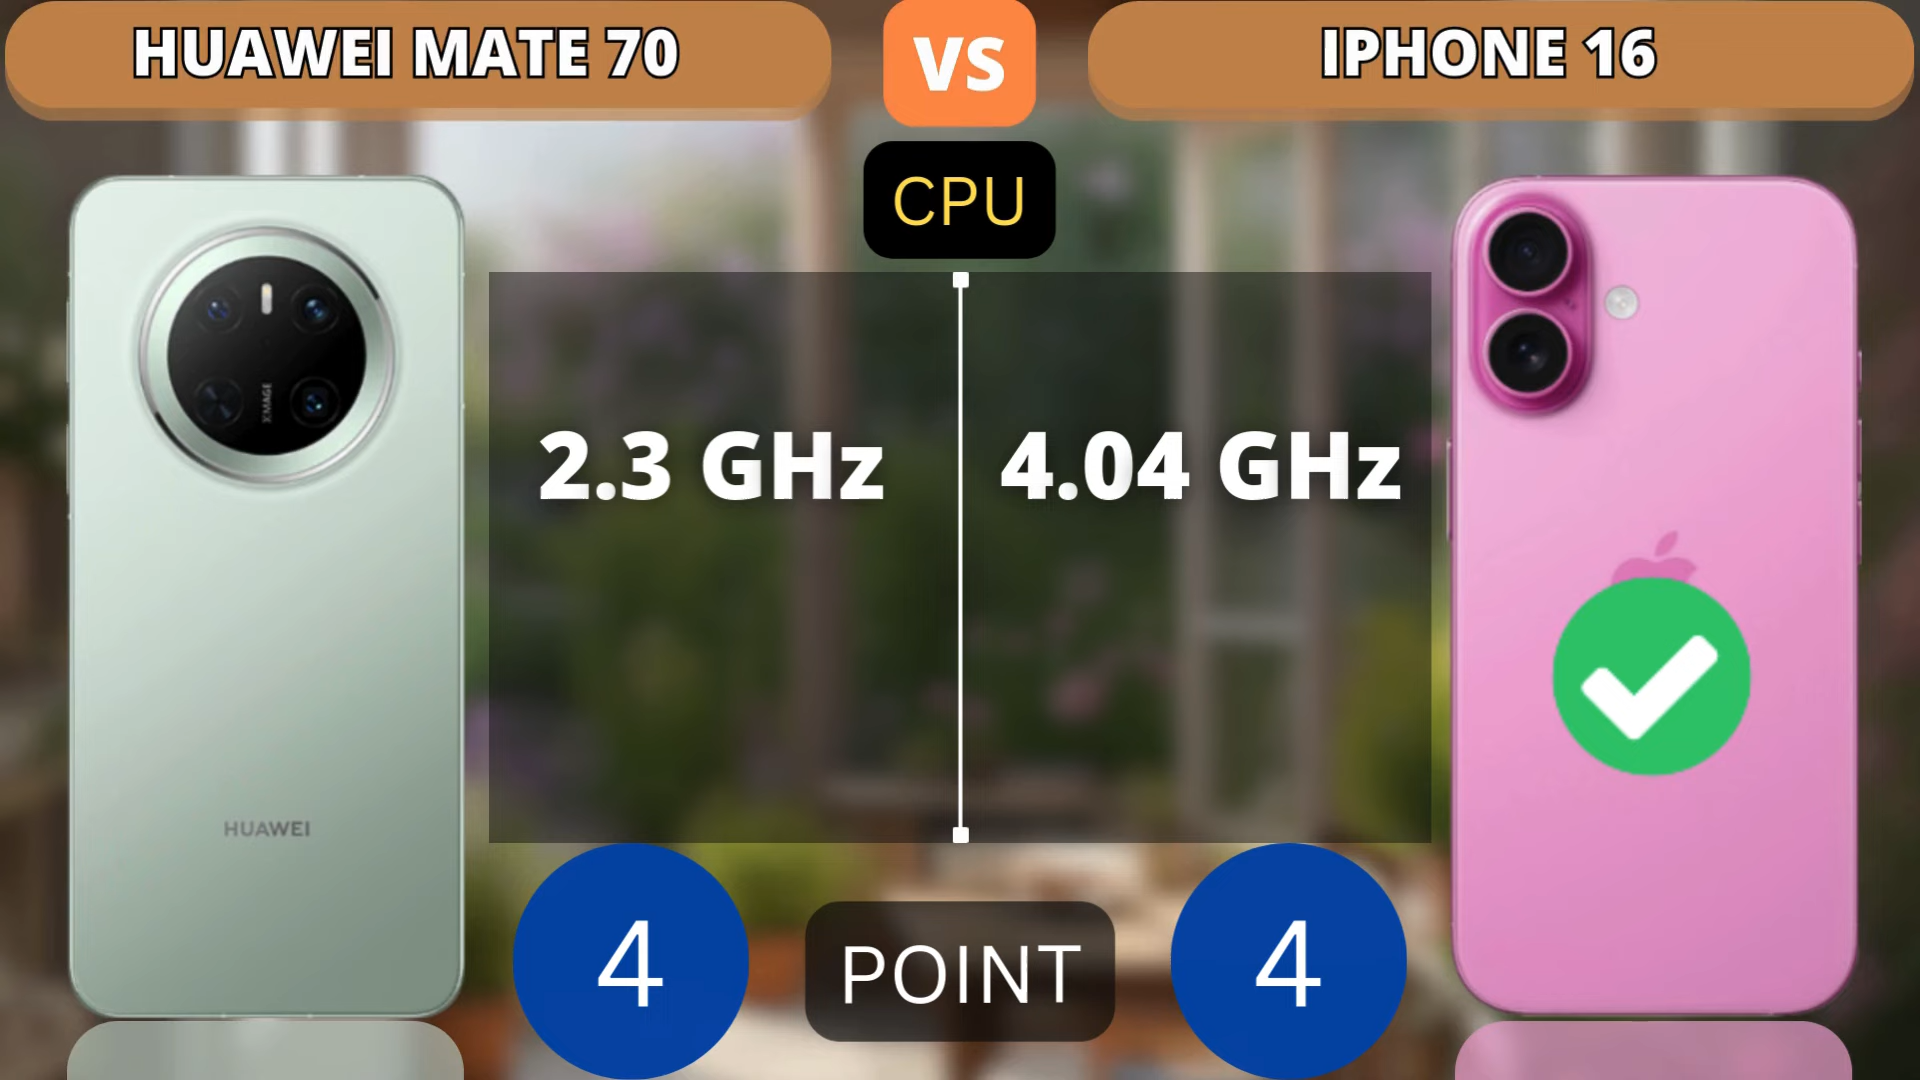 HUAWEI MATE 70
VS
IPHONE 16
CPU
XMAGE
2.3 GHz
4.04 GHz
HUAWEI
4
POINT
4